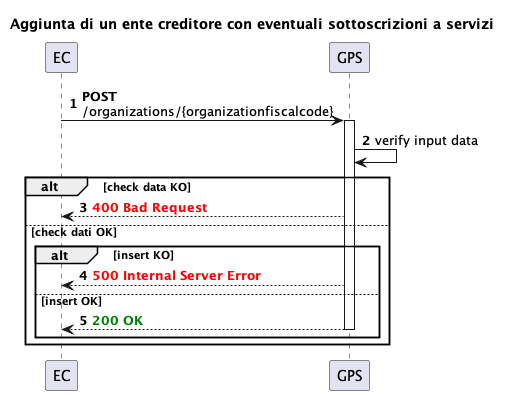 Aggiunta di un ente creditore con eventuali sottoscrizioni a servizi
EC GPS
1 POST
/organizations/{organizationfiscalcode}
2 verify input data
alt [check data KO]
3 400 Bad Request
[check dati OK]
alt [insert KO]
4 500 Internal Server Error
[insert OK]
5 200 OK
EC GPS